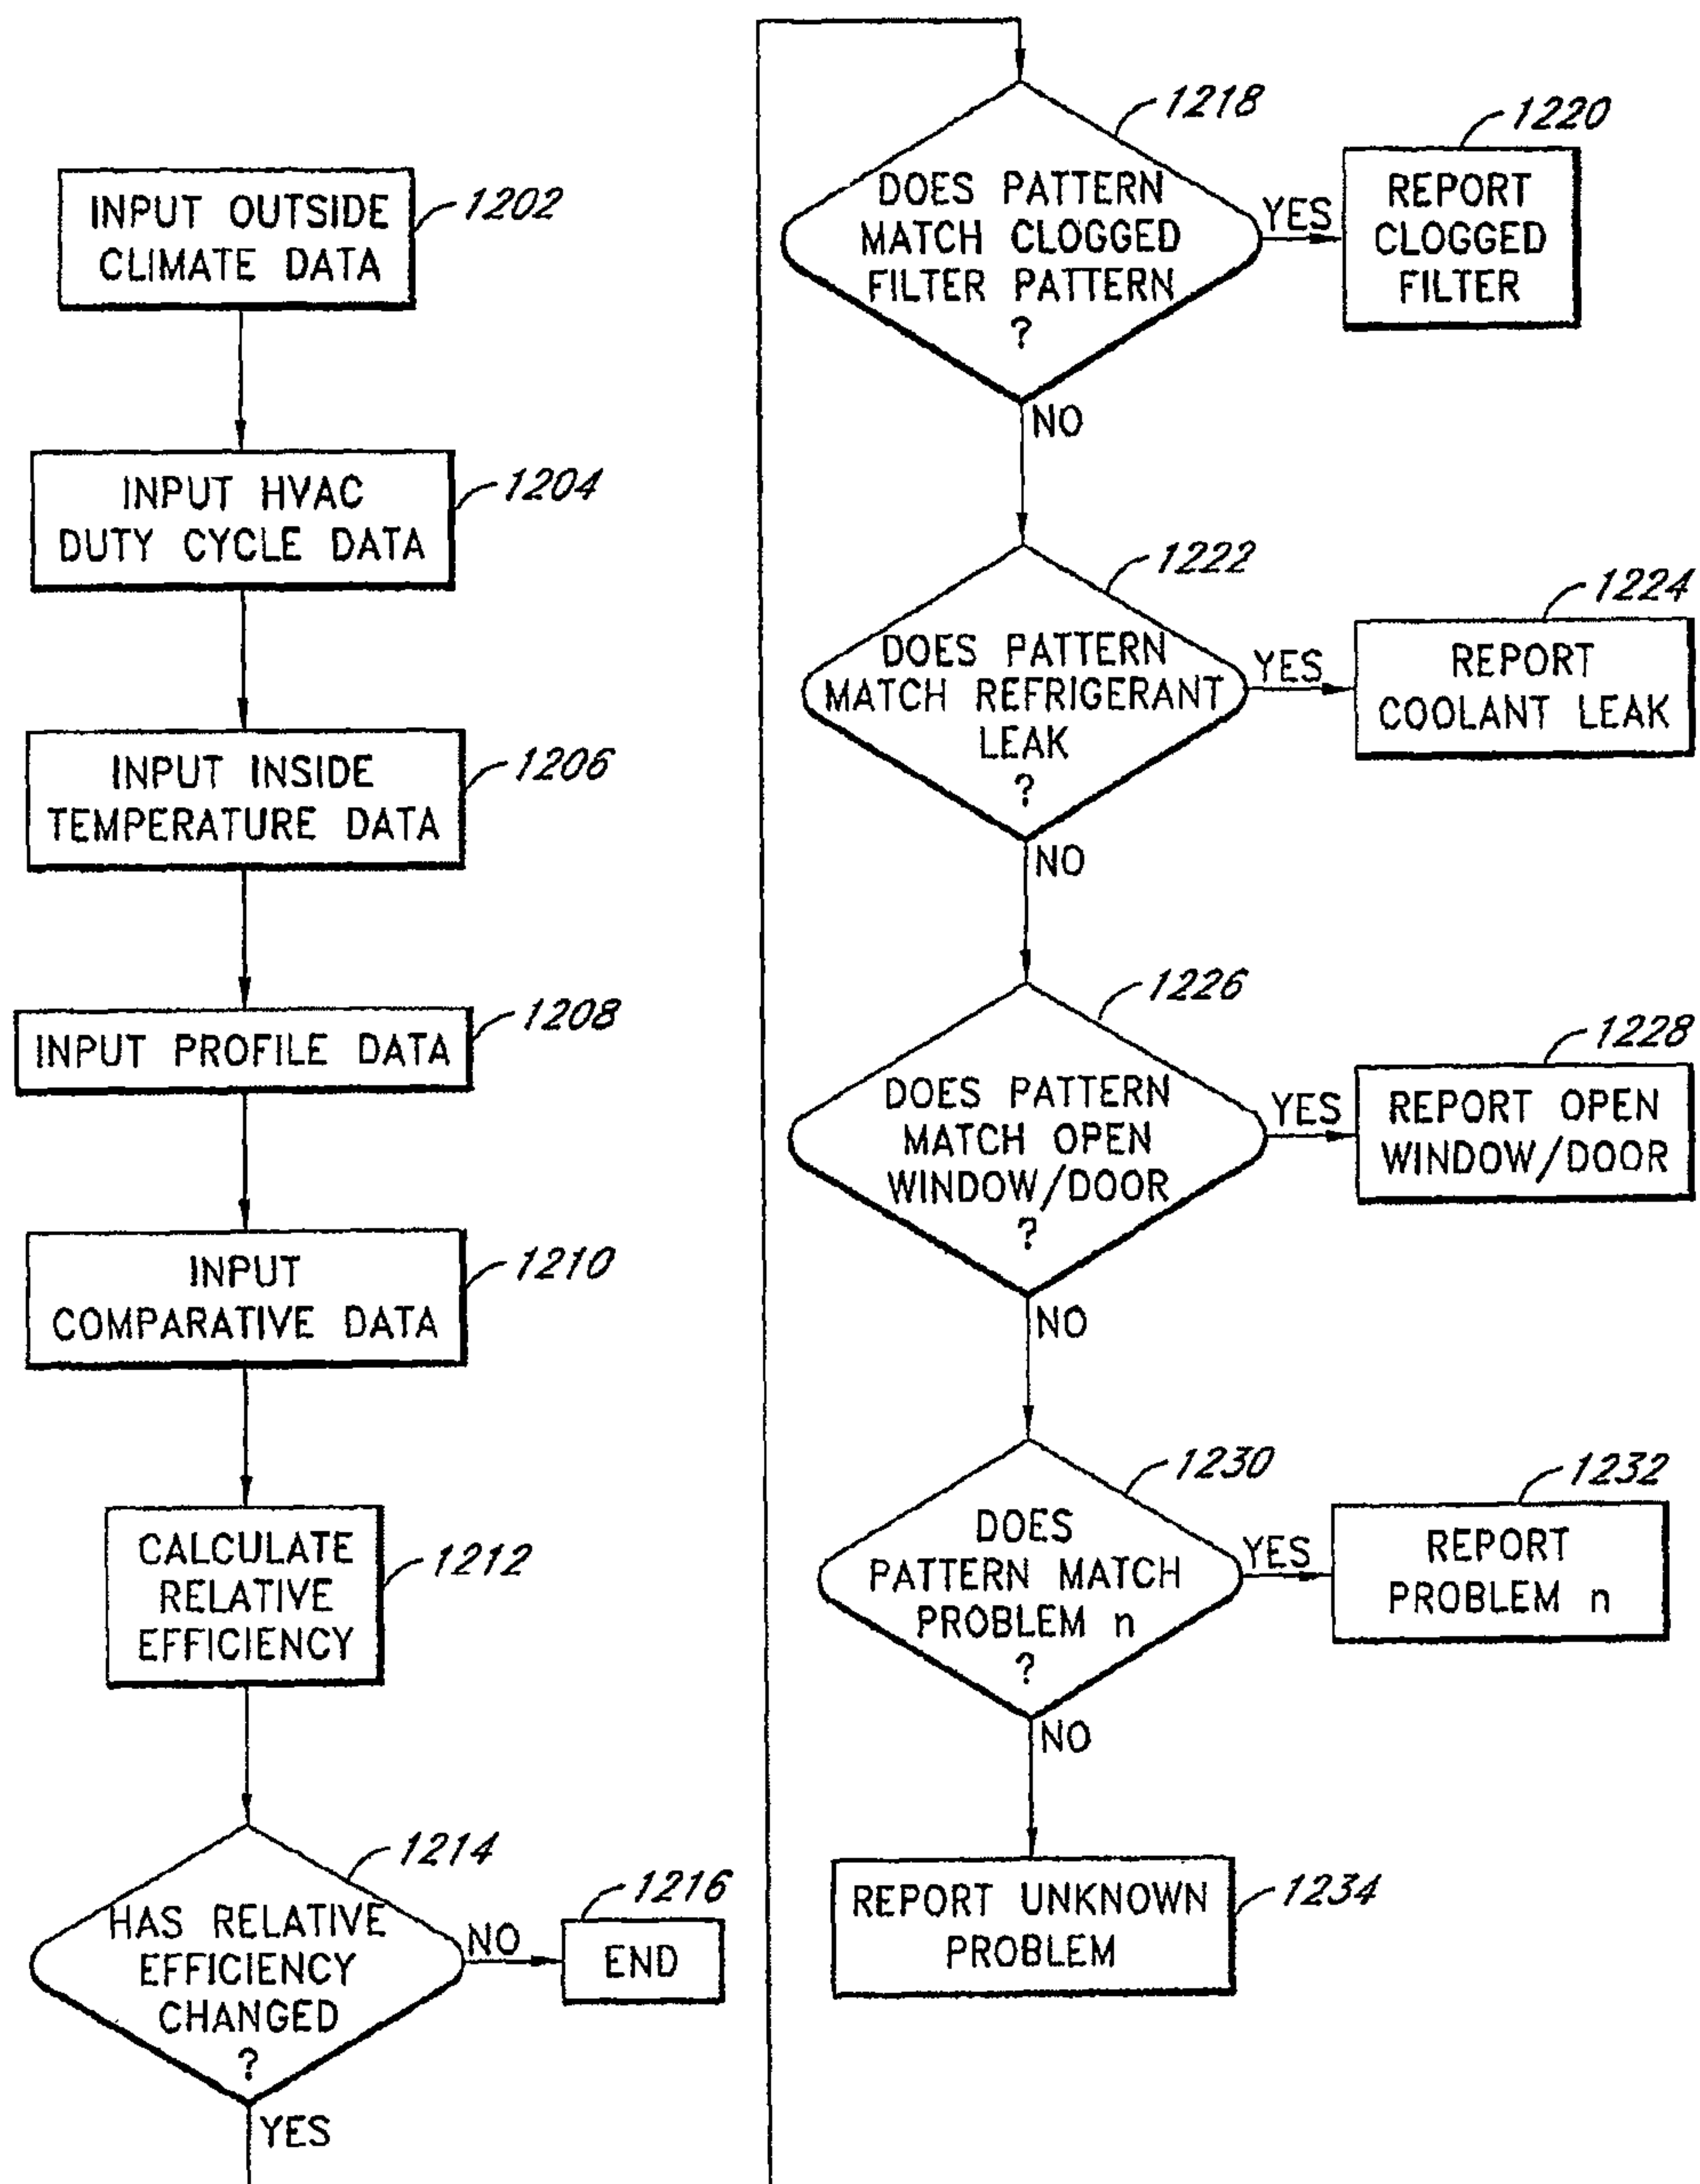 INPUT OUTSIDE
CLIMATE DATA
1202
INPUT HVAC
DUTY CYCLE DATA
1204
INPUT INSIDE
TEMPERATURE DATA
1206
INPUT PROFILE DATA
1208
INPUT
COMPARATIVE DATA
1210
CALCULATE
RELATIVE
EFFICIENCY
1212
HAS RELATIVE
EFFICIENCY
CHANGED
?
1214
NO
END
1216
YES
DOES PATTERN
MATCH CLOGGED
FILTER PATTERN
?
1218
YES
REPORT
CLOGGED
FILTER
1220
NO
DOES PATTERN
MATCH REFRIGERANT
LEAK
?
1222
YES
REPORT
COOLANT LEAK
1224
NO
DOES PATTERN
MATCH OPEN
WINDOW/DOOR
?
1226
YES
REPORT OPEN
WINDOW/DOOR
1228
NO
DOES
PATTERN MATCH
PROBLEM n
?
1230
YES
REPORT
PROBLEM n
1232
NO
REPORT UNKNOWN
PROBLEM
1234